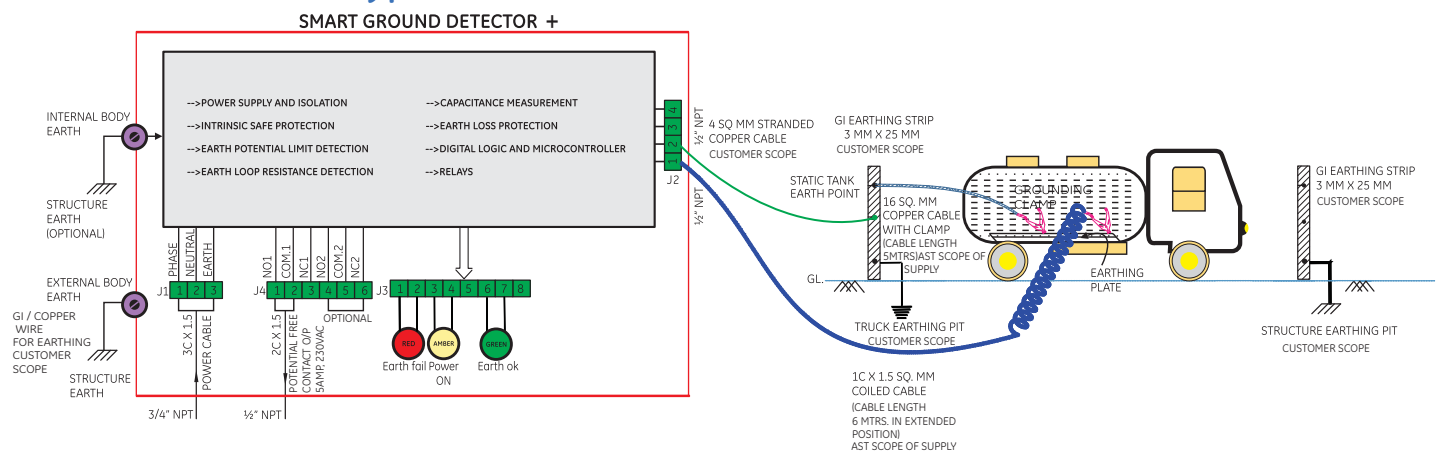 SMART GROUND DETECTOR +
-->POWER SUPPLY AND ISOLATION
-->INTRINSIC SAFE PROTECTION
-->EARTH POTENTIAL LIMIT DETECTION
-->EARTH LOOP RESISTANCE DETECTION
-->CAPACITANCE MEASUREMENT
-->EARTH LOSS PROTECTION
-->DIGITAL LOGIC AND MICROCONTROLLER
-->RELAYS
INTERNAL BODY
EARTH
STRUCTURE
EARTH
(OPTIONAL)
EXTERNAL BODY
EARTH
GI / COPPER
WIRE
FOR EARTHING
CUSTOMER
SCOPE
STRUCTURE
EARTH
PHASE
NEUTRAL
EARTH
J1
1
2
3
3C X 1.5
POWER CABLE
3/4" NPT
NO1
COM.1
NC1
NO2
COM.2
NC2
J4
1
2
3
4
5
6
OPTIONAL
2C X 1.5
POTENTIAL FREE
CONTACT O/P
5AMP,230VAC
½" NPT
J3
1
2
3
4
5
6
7
8
RED
AMBER
GREEN
Earth fail
Power
ON
Earth ok
4
3
2
1
J2
½" NPT
½" NPT
4 SQ MM STRANDED
COPPER CABLE
CUSTOMER SCOPE
GI EARTHING STRIP
3 MM X 25 MM
CUSTOMER SCOPE
STATIC TANK
EARTH POINT
16 SQ. MM
COPPER CABLE
WITH CLAMP
(CABLE LENGTH
5MTRS)AST SCOPE OF
SUPPLY
GROUNDING
CLAMP
EARTHING
PLATE
GL.
TRUCK EARTHING PIT
CUSTOMER SCOPE
1C X 1.5 SQ. MM
COILED CABLE
(CABLE LENGTH
6 MTRS. IN EXTENDED
POSITION)
AST SCOPE OF SUPPLY
GI EARTHING STRIP
3 MM X 25 MM
CUSTOMER SCOPE
STRUCTURE EARTHING PIT
CUSTOMER SCOPE